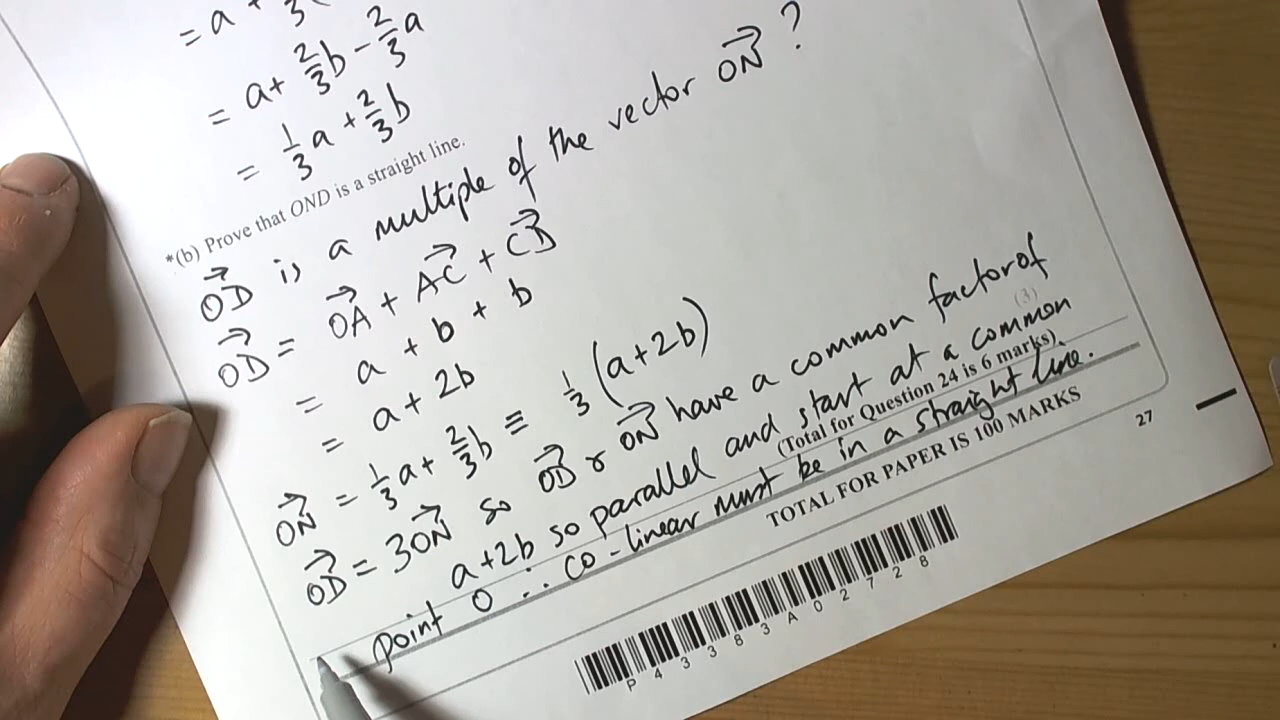 = a +
= a + 2/3 b - 2/3 a
= 1/3 a + 2/3 b
*(b) Prove that OND is a straight line.
OD→ is a multiple of the vector ON→ ?
OD→ = OA→ + AC→ + CD→
= a + b + b
= a + 2b
ON→ = 1/3 a + 2/3 b ≡ 1/3 (a + 2b)
OD→ = 3ON→ so OD→ & ON→ have a common factor of
a+2b so parallel and start at a common
point O ∴ co-linear must be in a straight line.
(3)
(Total for Question 24 is 6 marks)
TOTAL FOR PAPER IS 100 MARKS
27
P 4 3 3 8 3 A 0 2 7 2 8